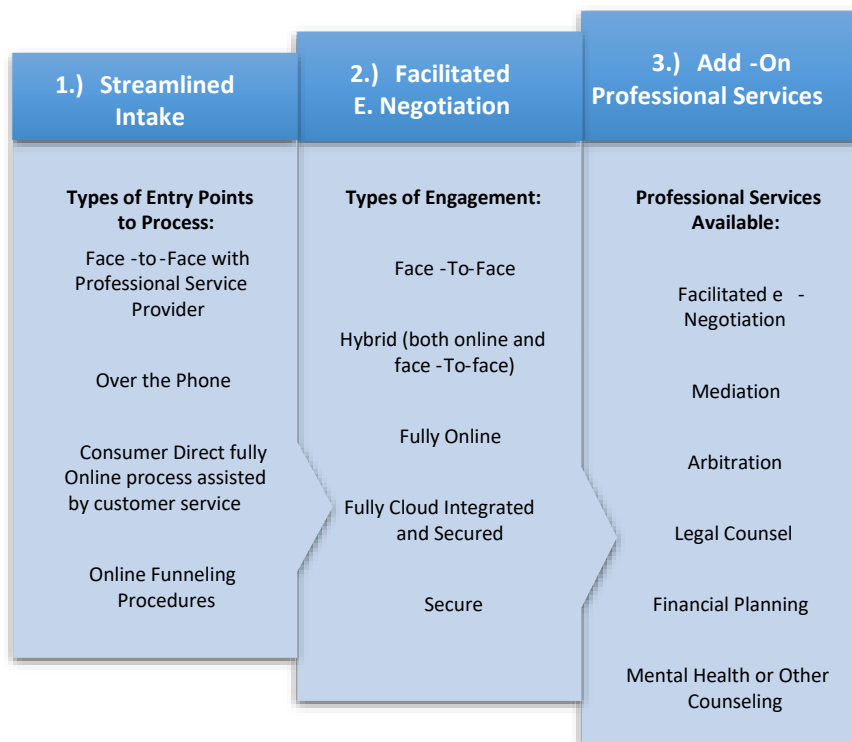 1.) Streamlined
Intake
Types of Entry Points
to Process:
Face -to -Face with
Professional Service
Provider
Over the Phone
Consumer Direct fully
Online process assisted
by customer service
Online Funneling
Procedures
2.) Facilitated
E. Negotiation
Types of Engagement:
Face -To-Face
Hybrid (both online and
face -To-face)
Fully Online
Fully Cloud Integrated
and Secured
Secure
3.) Add -On
Professional Services
Professional Services
Available:
Facilitated e -
Negotiation
Mediation
Arbitration
Legal Counsel
Financial Planning
Mental Health or Other
Counseling